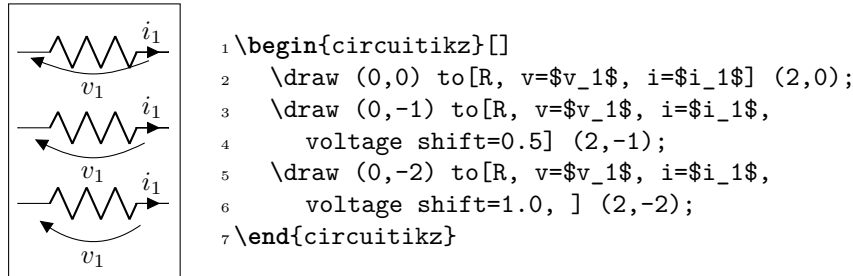 i₁
v₁
i₁
v₁
i₁
v₁
1 \begin{circuitikz}[]
2    \draw (0,0) to[R, v=$v_1$, i=$i_1$] (2,0);
3    \draw (0,-1) to[R, v=$v_1$, i=$i_1$,
4       voltage shift=0.5] (2,-1);
5    \draw (0,-2) to[R, v=$v_1$, i=$i_1$,
6       voltage shift=1.0, ] (2,-2);
7 \end{circuitikz}